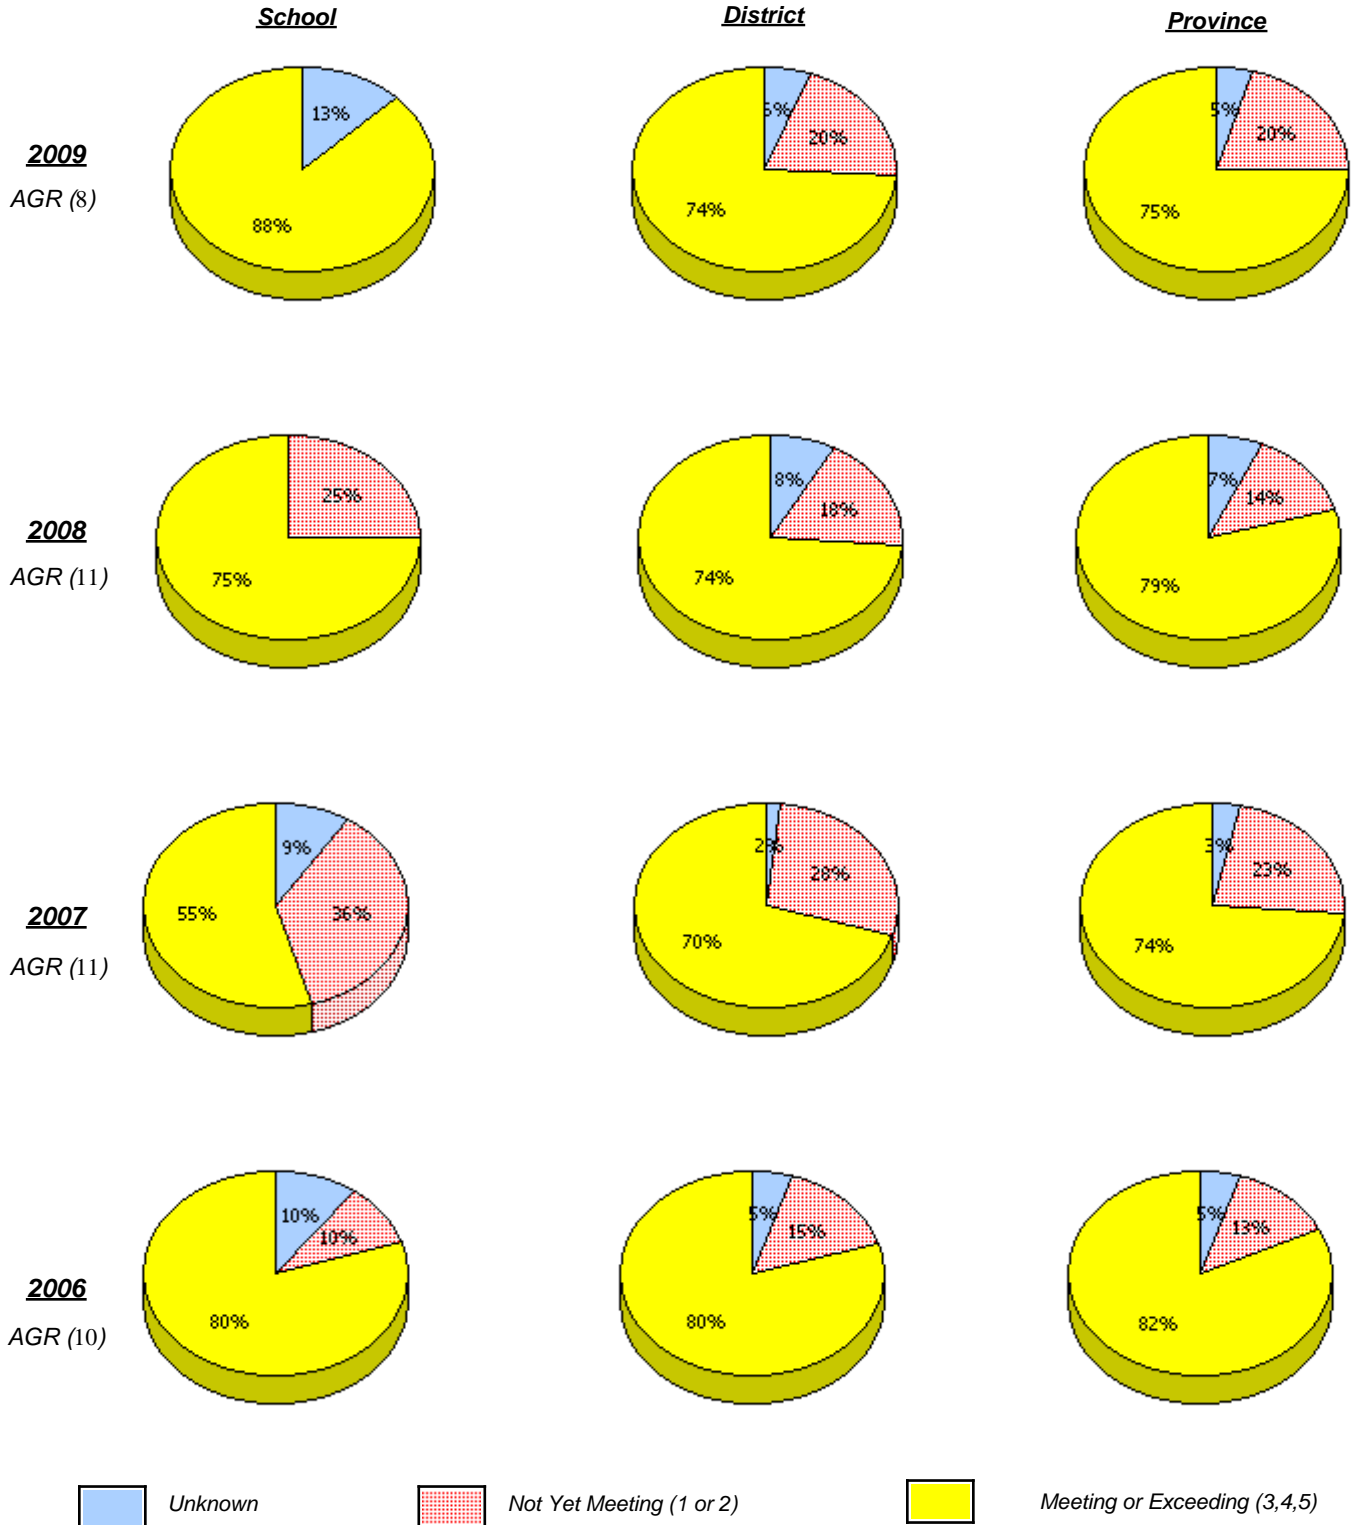 School District Province
13% 6% 20% 5% 20%
2009
AGR (8)
88% 74% 75%
25% 8% 18% 7% 14%
2008
AGR (11)
75% 74% 79%
9% 2% 28% 3% 23%
55% 36%
2007
70% 74%
AGR (11)
10% 10% 5% 15% 5% 13%
2006
80% 80% 82%
AGR (10)
Unknown Not Yet Meeting (1 or 2) Meeting or Exceeding (3,4,5)